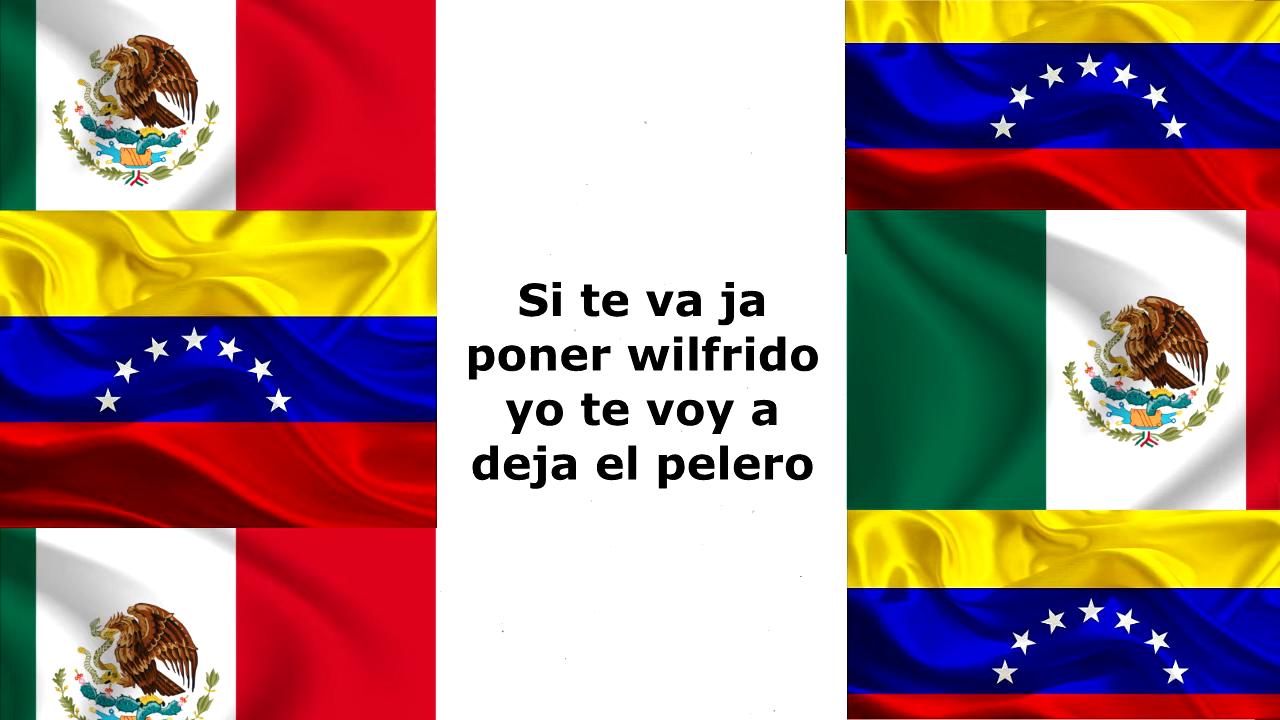 Si te va ja
poner wilfrido
yo te voy a
deja el pelero